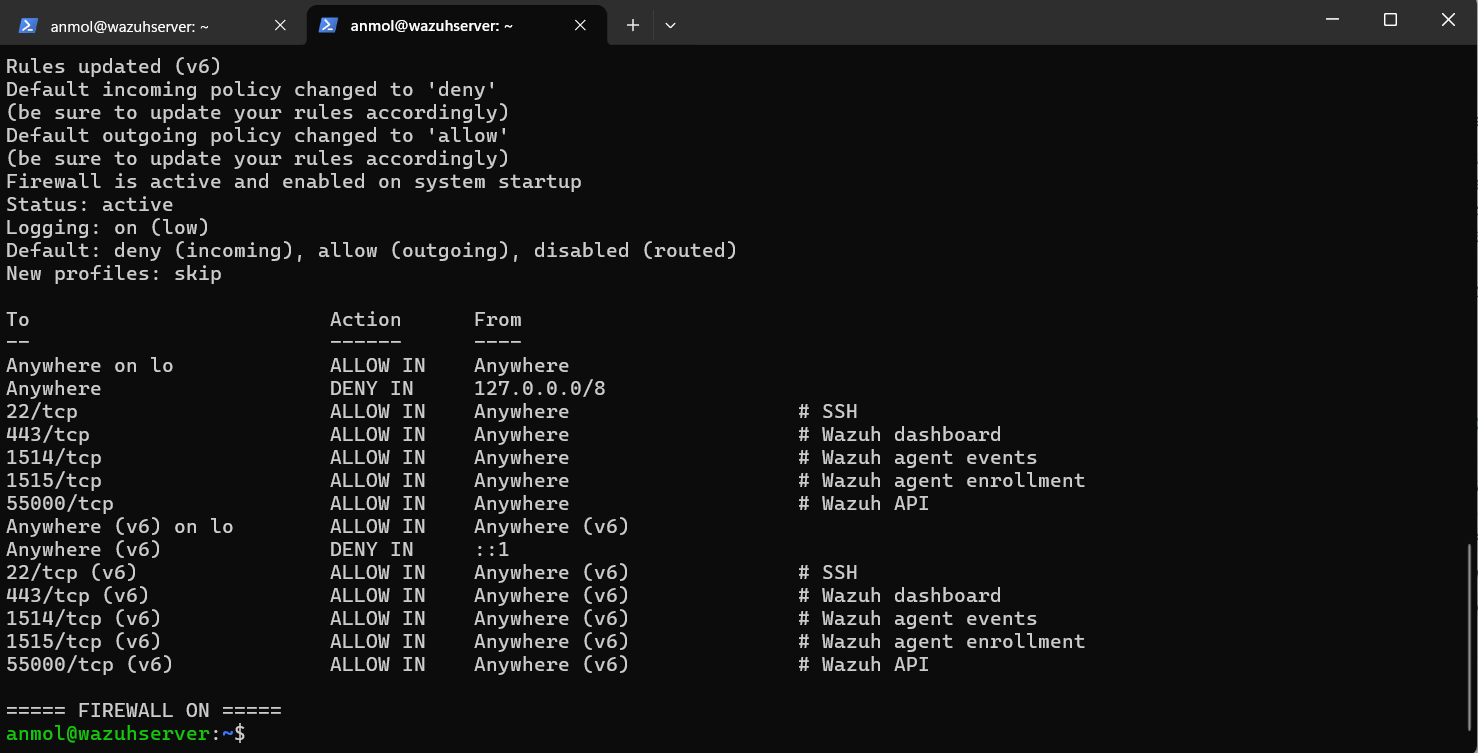 anmol@wazuhserver: ~
anmol@wazuhserver: ~
Rules updated (v6)
Default incoming policy changed to 'deny'
(be sure to update your rules accordingly)
Default outgoing policy changed to 'allow'
(be sure to update your rules accordingly)
Firewall is active and enabled on system startup
Status: active
Logging: on (low)
Default: deny (incoming), allow (outgoing), disabled (routed)
New profiles: skip
To                         Action      From
--                         ------      ----
Anywhere on lo             ALLOW IN    Anywhere
Anywhere                   DENY IN     127.0.0.0/8
22/tcp                     ALLOW IN    Anywhere                   # SSH
443/tcp                    ALLOW IN    Anywhere                   # Wazuh dashboard
1514/tcp                   ALLOW IN    Anywhere                   # Wazuh agent events
1515/tcp                   ALLOW IN    Anywhere                   # Wazuh agent enrollment
55000/tcp                  ALLOW IN    Anywhere                   # Wazuh API
Anywhere (v6) on lo        ALLOW IN    Anywhere (v6)
Anywhere (v6)              DENY IN     ::1
22/tcp (v6)                ALLOW IN    Anywhere (v6)              # SSH
443/tcp (v6)               ALLOW IN    Anywhere (v6)              # Wazuh dashboard
1514/tcp (v6)              ALLOW IN    Anywhere (v6)              # Wazuh agent events
1515/tcp (v6)              ALLOW IN    Anywhere (v6)              # Wazuh agent enrollment
55000/tcp (v6)             ALLOW IN    Anywhere (v6)              # Wazuh API
===== FIREWALL ON =====
anmol@wazuhserver:~$